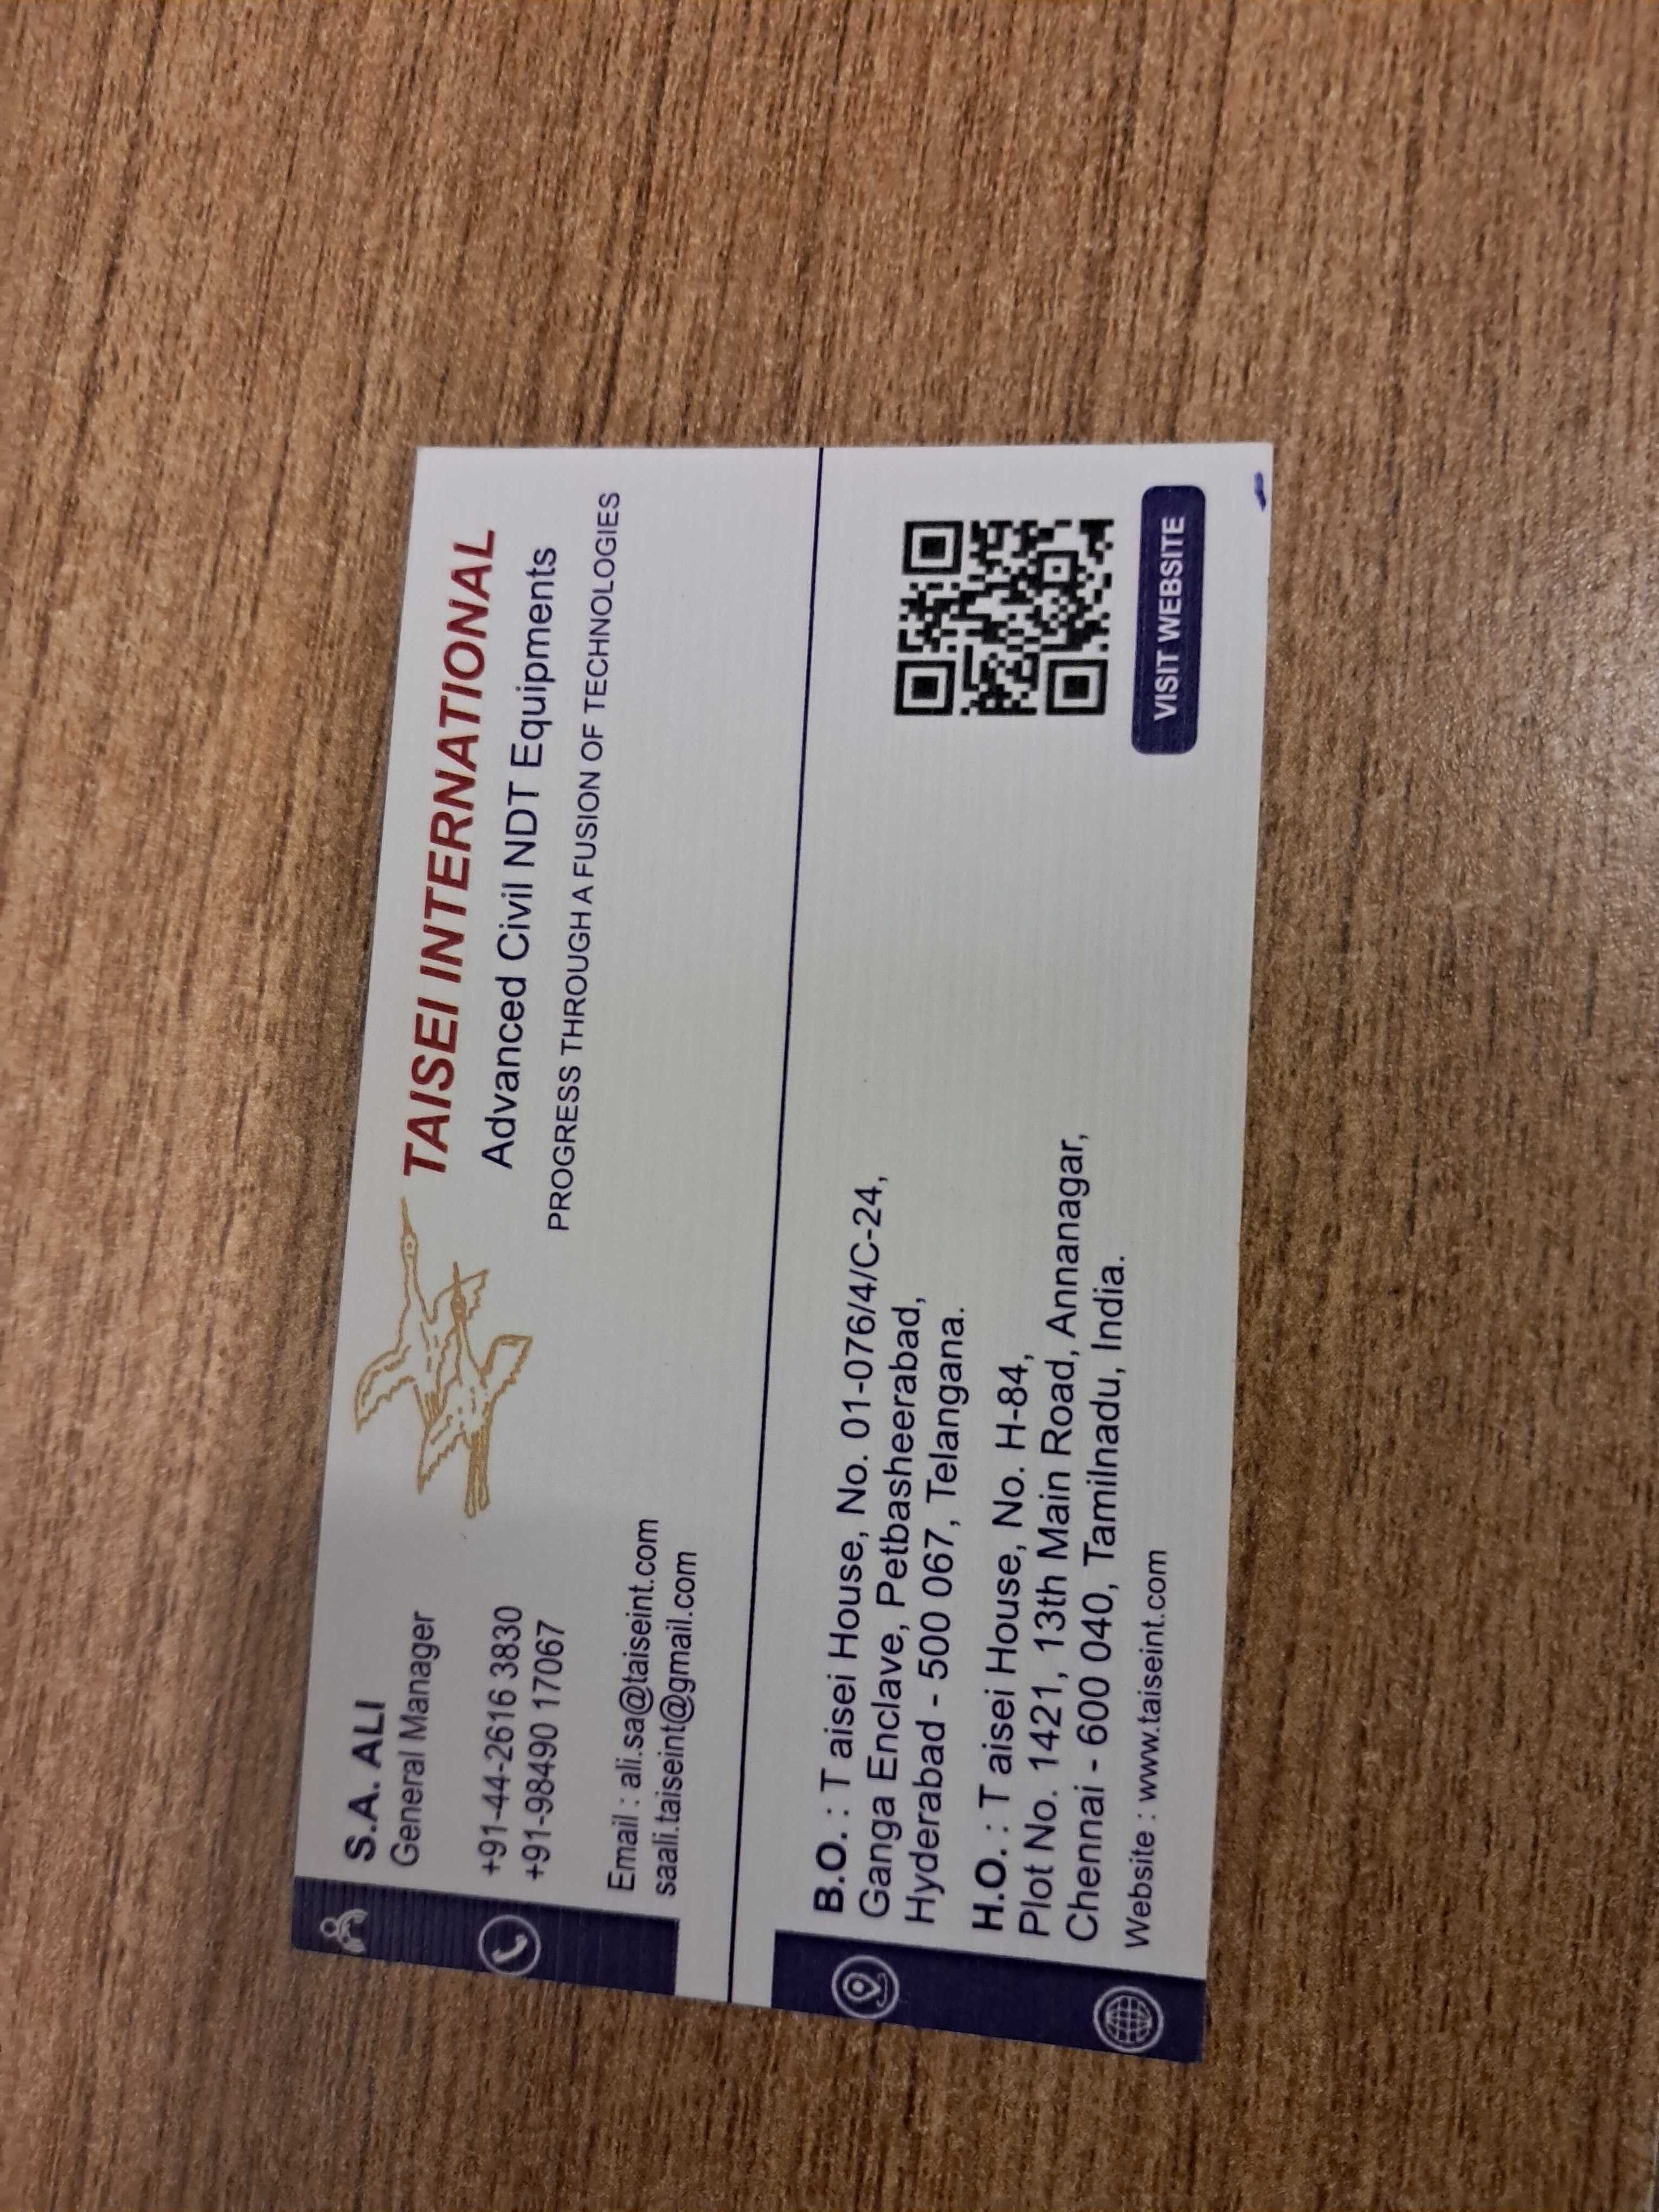 TAISEI INTERNATIONAL
Advanced Civil NDT Equipments
PROGRESS THROUGH A FUSION OF TECHNOLOGIES
S.A. ALI
General Manager
+91-44-2616 3830
+91-98490 17067
Email : ali.sa@taiseint.com
saali.taiseint@gmail.com
B.O. : T aisei House, No. 01-076/4/C-24,
Ganga Enclave, Petbasheerabad,
Hyderabad - 500 067, Telangana.
H.O. : T aisei House, No. H-84,
Plot No. 1421, 13th Main Road, Annanagar,
Chennai - 600 040, Tamilnadu, India.
Website : www.taiseint.com
VISIT WEBSITE